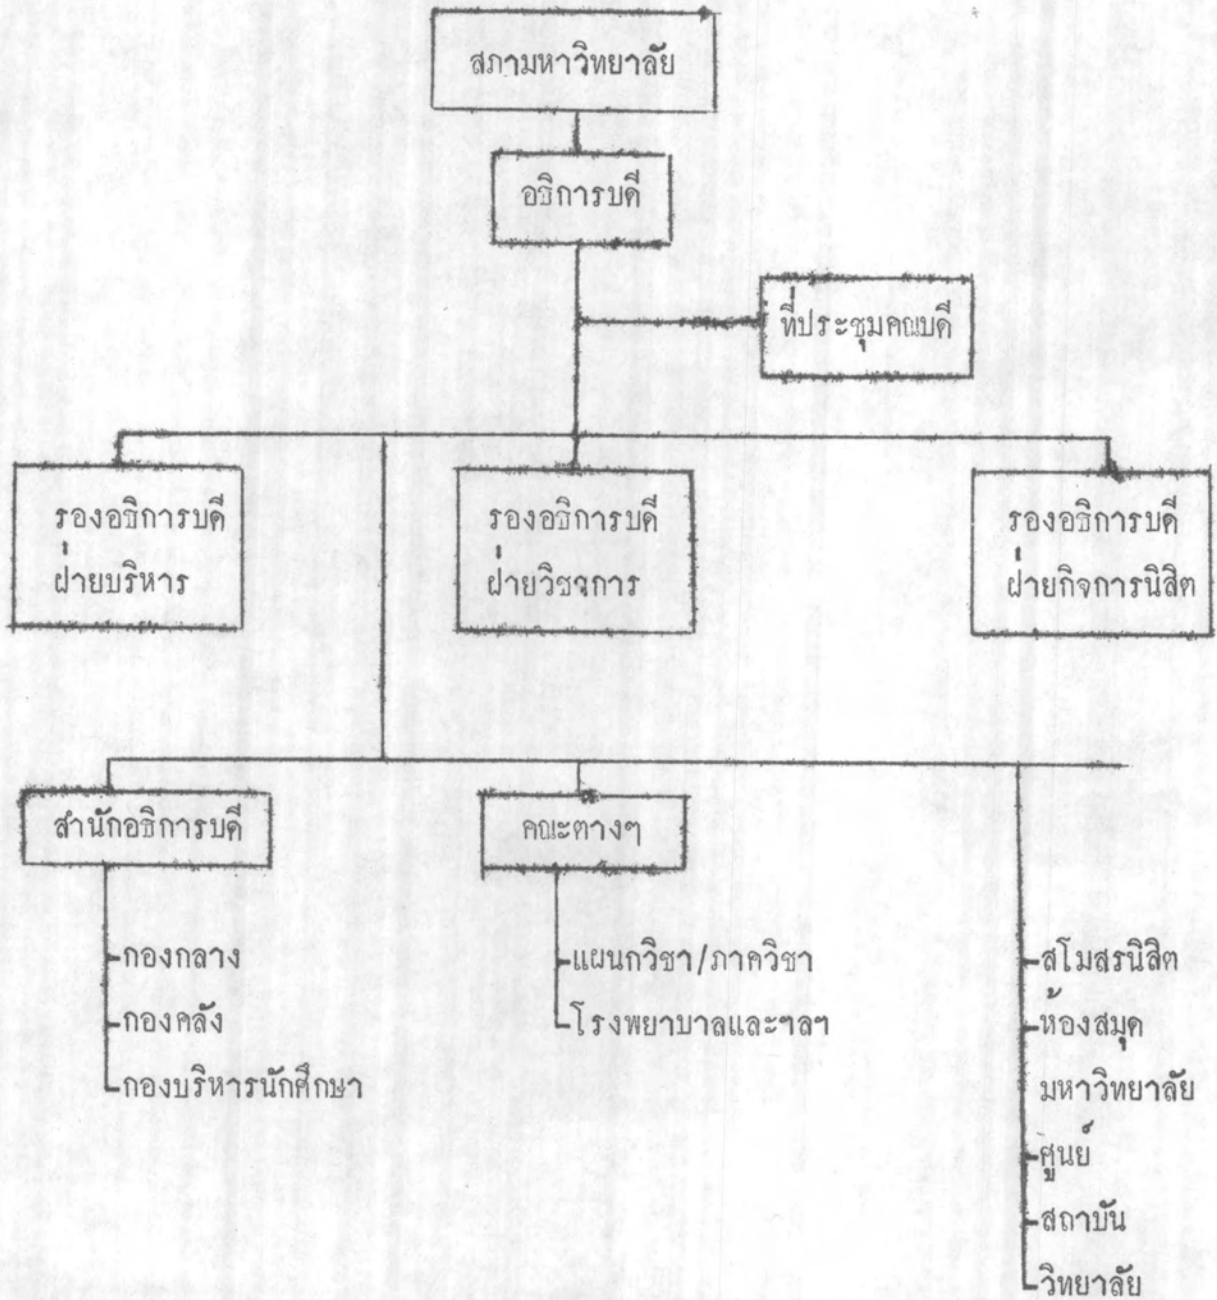 สภามหาวิทยาลัย
อธิการบดี
ที่ประชุมคณบดี
รองอธิการบดี
ฝ่ายบริหาร
รองอธิการบดี
ฝ่ายวิชจการ
รองอธิการบดี
ฝ่ายกิจการนิสิต
สำนักอธิการบดี
คณะต่างๆ
กองกลาง
กองคลัง
กองบริหารนักศึกษา
แผนกวิชา/ภาควิชา
โรงพยาบาลและฯลฯ
สโมสรนิสิต
ห้องสมุด
มหาวิทยาลัย
ศูนย์
สถาบัน
วิทยาลัย